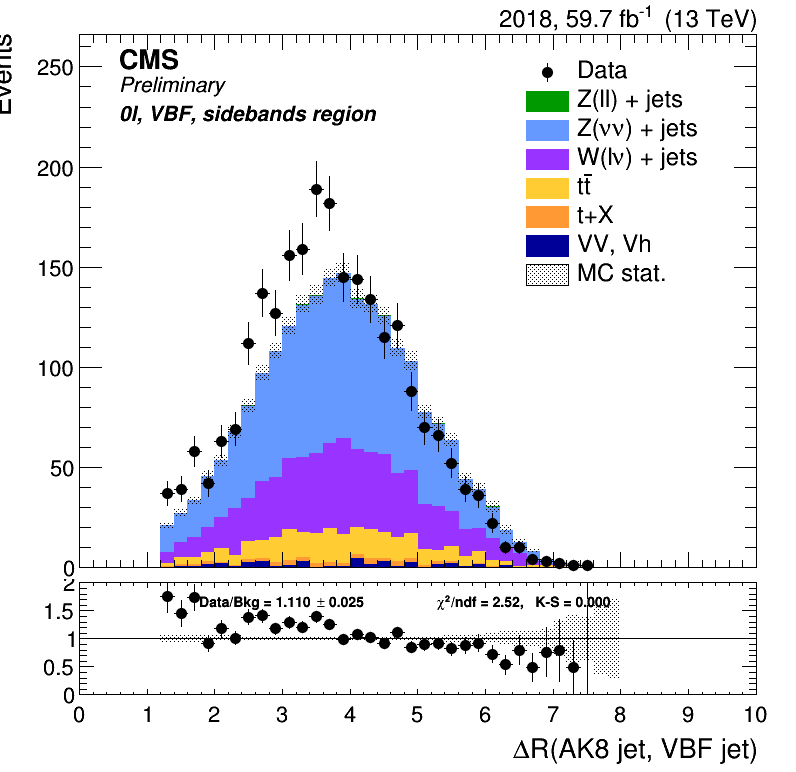 2018, 59.7 fb⁻¹ (13 TeV)
Events
CMS
Preliminary
0l, VBF, sidebands region
Data
Z(ll) + jets
Z(νν) + jets
W(lν) + jets
tt̄
t+X
VV, Vh
MC stat.
250
200
150
100
50
0
Data/Bkg = 1.110 ± 0.025
χ²/ndf = 2.52, K-S = 0.000
2
1.5
1
0.5
0
0 1 2 3 4 5 6 7 8 9 10
ΔR(AK8 jet, VBF jet)